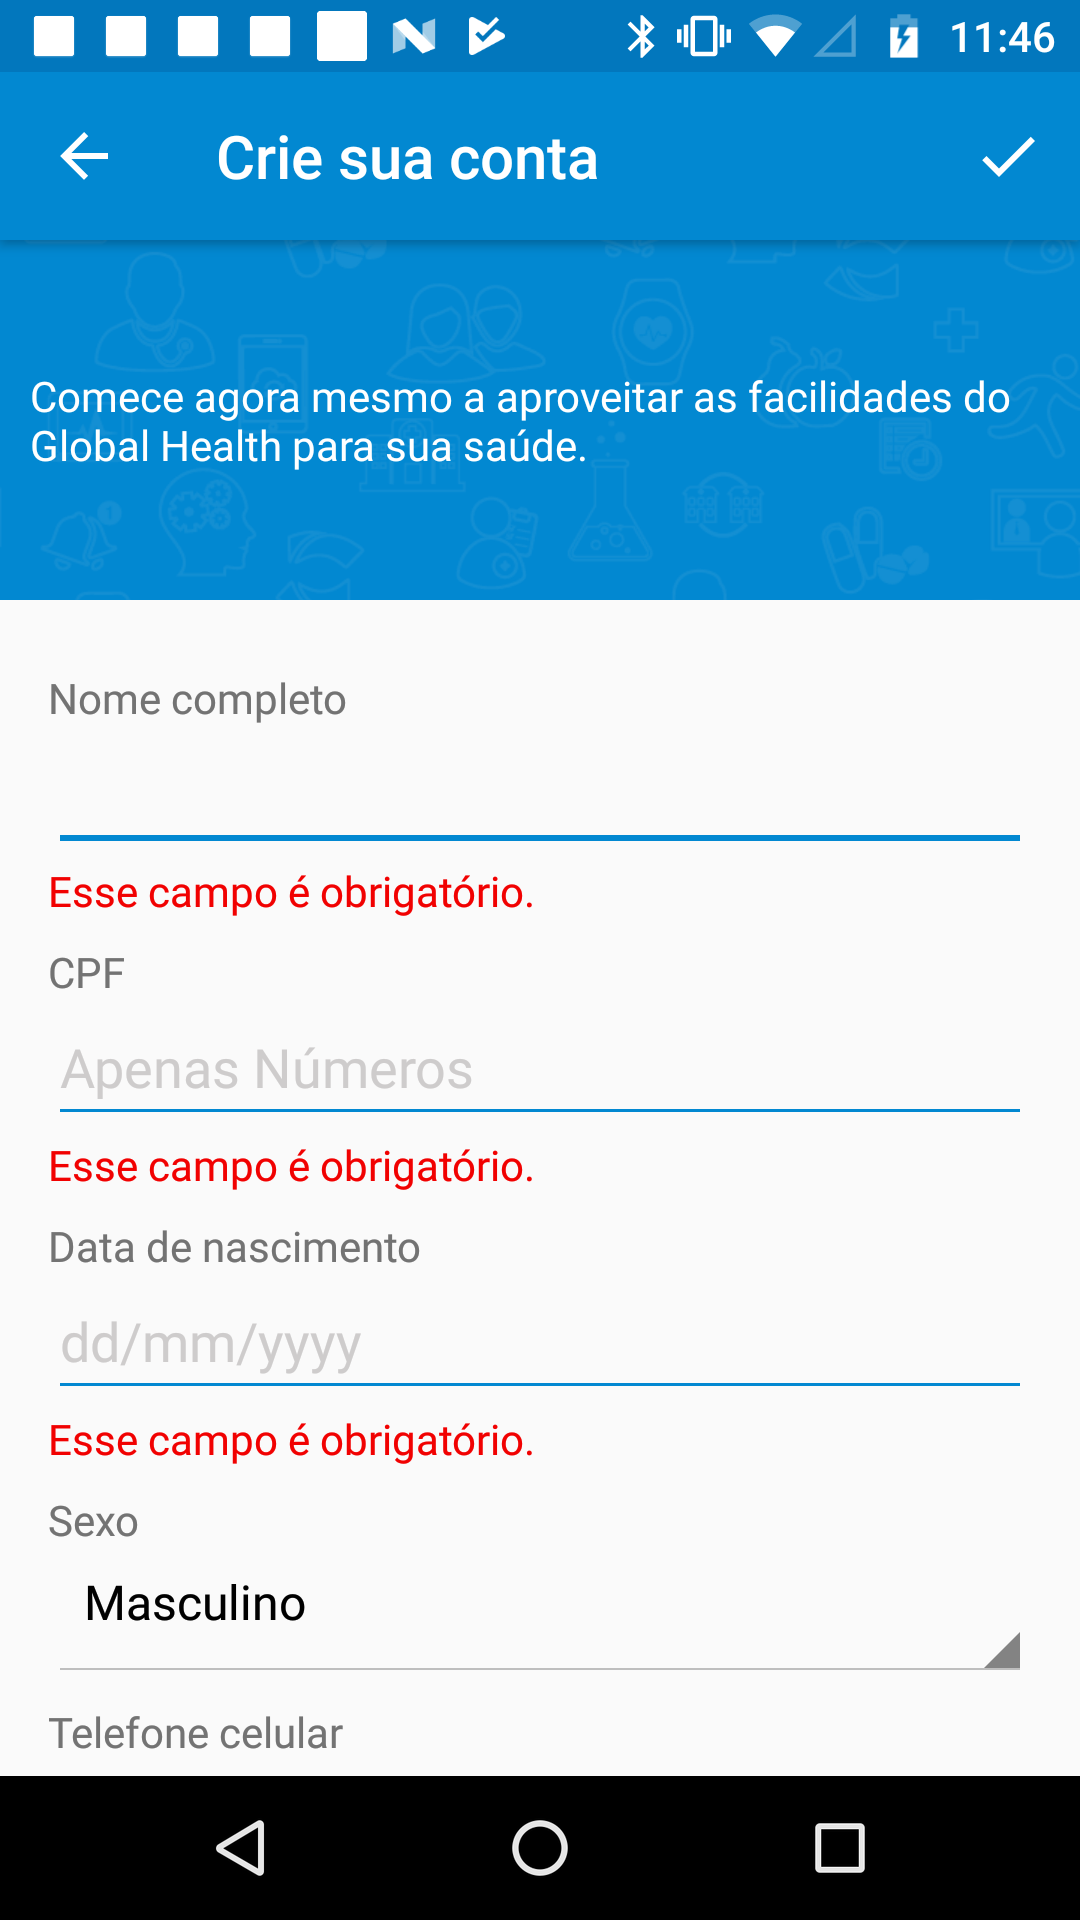 11:46
Crie sua conta
Comece agora mesmo a aproveitar as facilidades do
Global Health para sua saúde.
Nome completo
Esse campo é obrigatório.
CPF
Apenas Números
Esse campo é obrigatório.
Data de nascimento
dd/mm/yyyy
Esse campo é obrigatório.
Sexo
Masculino
Telefone celular